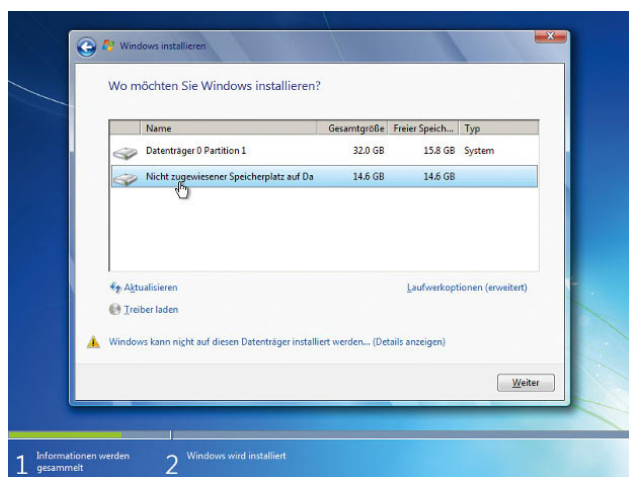 Windows installieren
Wo möchten Sie Windows installieren?
Name Gesamtgröße Freier Speich... Typ
Datenträger 0 Partition 1 32.0 GB 15.8 GB System
Nicht zugewiesener Speicherplatz auf Da 14.6 GB 14.6 GB
Aktualisieren Laufwerkoptionen (erweitert)
Treiber laden
Windows kann nicht auf diesen Datenträger installiert werden... (Details anzeigen)
Weiter
1 Informationen werden gesammelt
2 Windows wird installiert